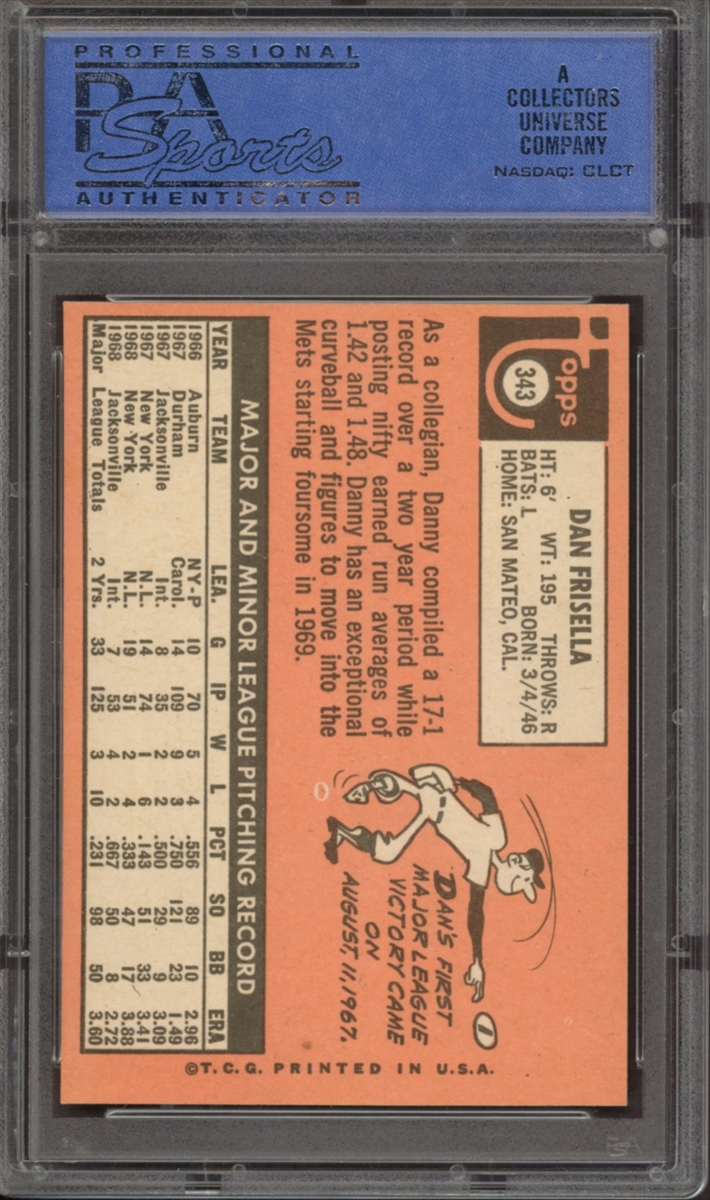 PROFESSIONAL
PSA
Sports
AUTHENTICATOR
A
COLLECTORS
UNIVERSE
COMPANY
NASDAQ: CLCT
Topps
343
DAN FRISELLA
HT: 6' WT: 195 THROWS: R
BATS: L BORN: 3/4/46
HOME: SAN MATEO, CAL.
As a collegian, Danny compiled a 17-1
record over a two year period while
posting nifty earned run averages of
1.42 and 1.48. Danny has an exceptional
curveball and figures to move into the
Mets starting foursome in 1969.
DAN'S FIRST
MAJOR LEAGUE
VICTORY CAME
ON
AUGUST, 11, 1967.
MAJOR AND MINOR LEAGUE PITCHING RECORD
YEAR TEAM LEA. G IP W L PCT SO BB ERA
1966 Auburn NY-P 10 70 5 4 .556 89 10 2.96
1967 Durham Carol. 14 109 9 3 .750 121 23 1.49
1967 Jacksonville Int. 8 35 2 2 .500 29 9 3.09
1967 New York N.L. 14 74 1 6 .143 51 33 3.41
1968 New York N.L. 19 51 2 4 .333 47 17 3.88
1968 Jacksonville Int. 7 53 4 2 .667 50 8 2.72
Major League Totals 2 Yrs. 33 125 3 10 .231 98 50 3.60
©T.C.G. PRINTED IN U.S.A.
PSA